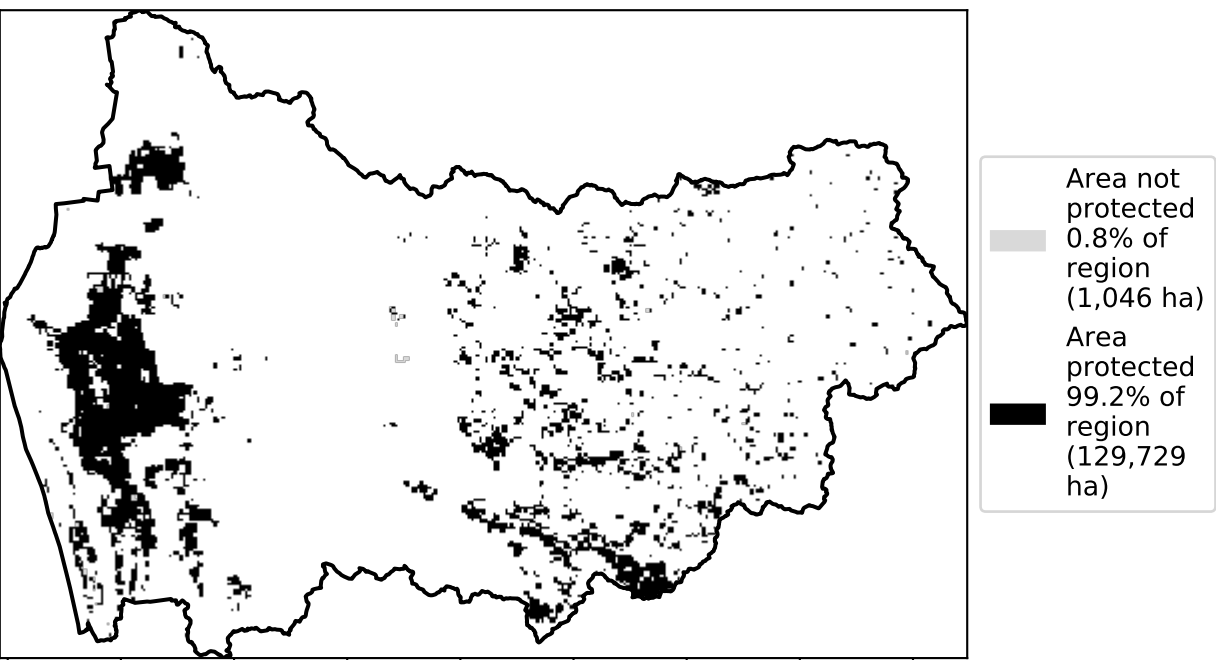 Area not
protected
0.8% of
region
(1,046 ha)
Area
protected
99.2% of
region
(129,729
ha)